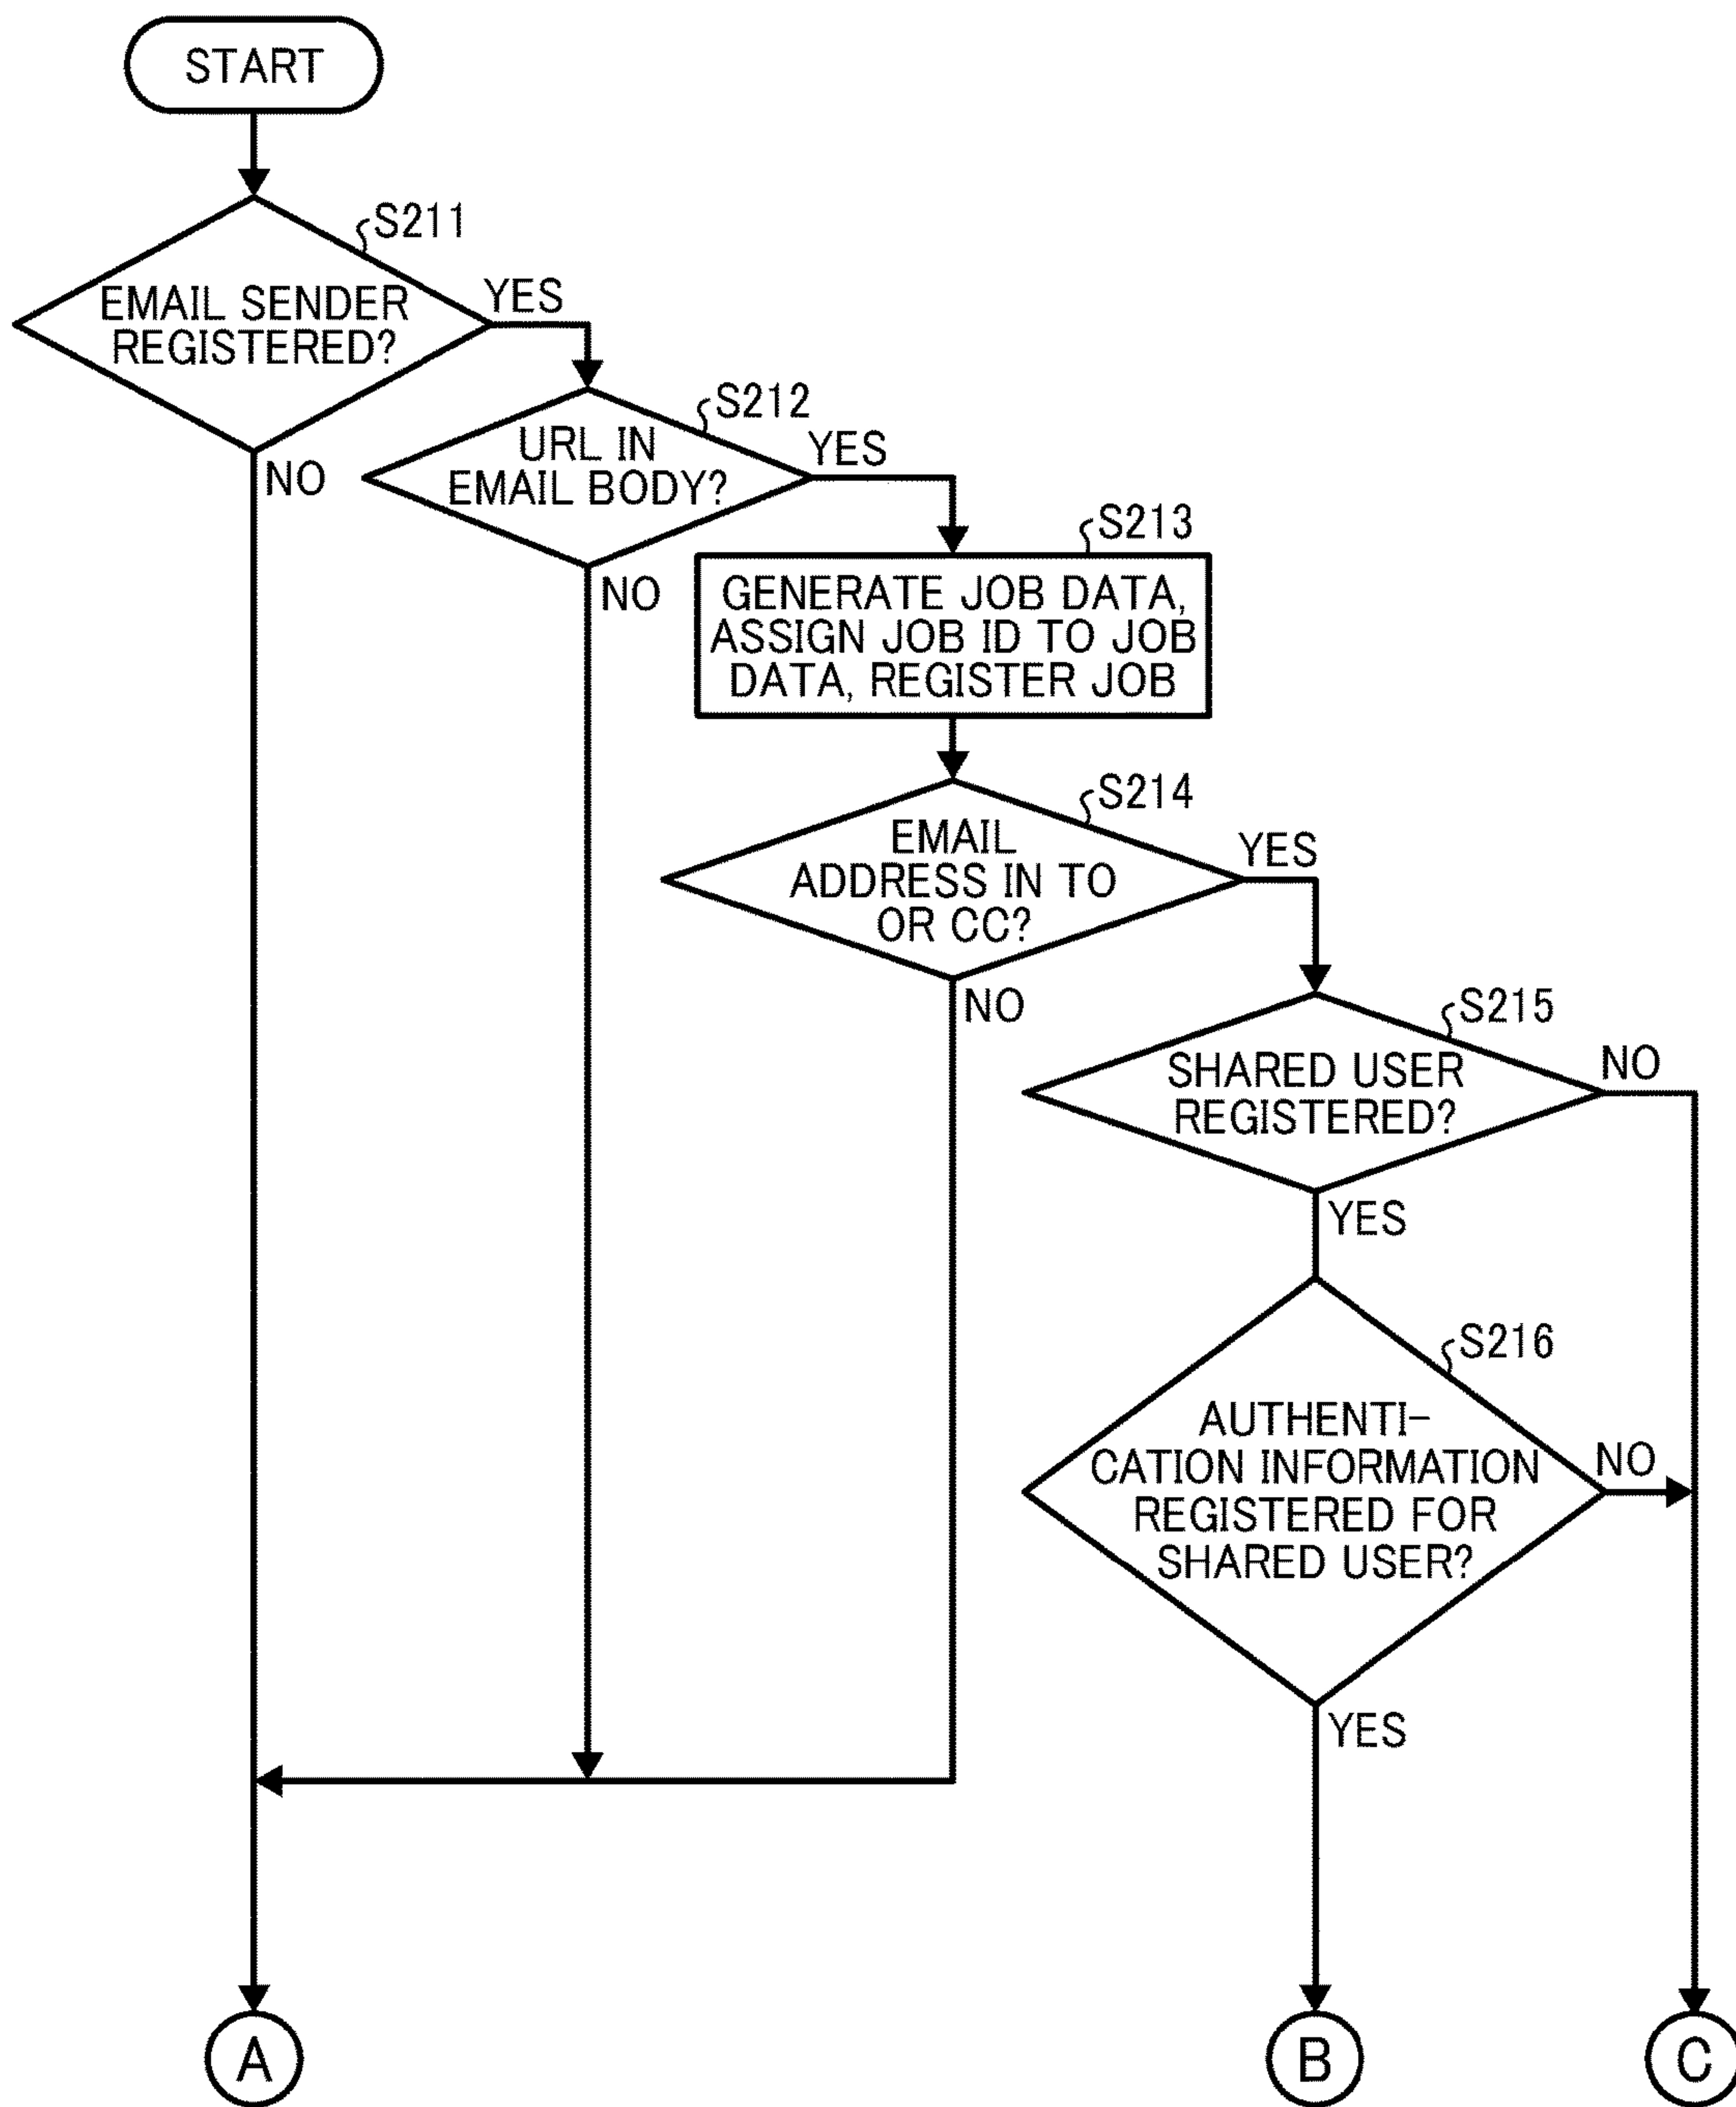 START
S211
EMAIL SENDER
REGISTERED?
YES
NO
S212
URL IN
EMAIL BODY?
YES
NO
S213
GENERATE JOB DATA,
ASSIGN JOB ID TO JOB
DATA, REGISTER JOB
S214
EMAIL
ADDRESS IN TO
OR CC?
YES
NO
S215
SHARED USER
REGISTERED?
NO
YES
S216
AUTHENTI-
CATION INFORMATION
REGISTERED FOR
SHARED USER?
NO
YES
A
B
C